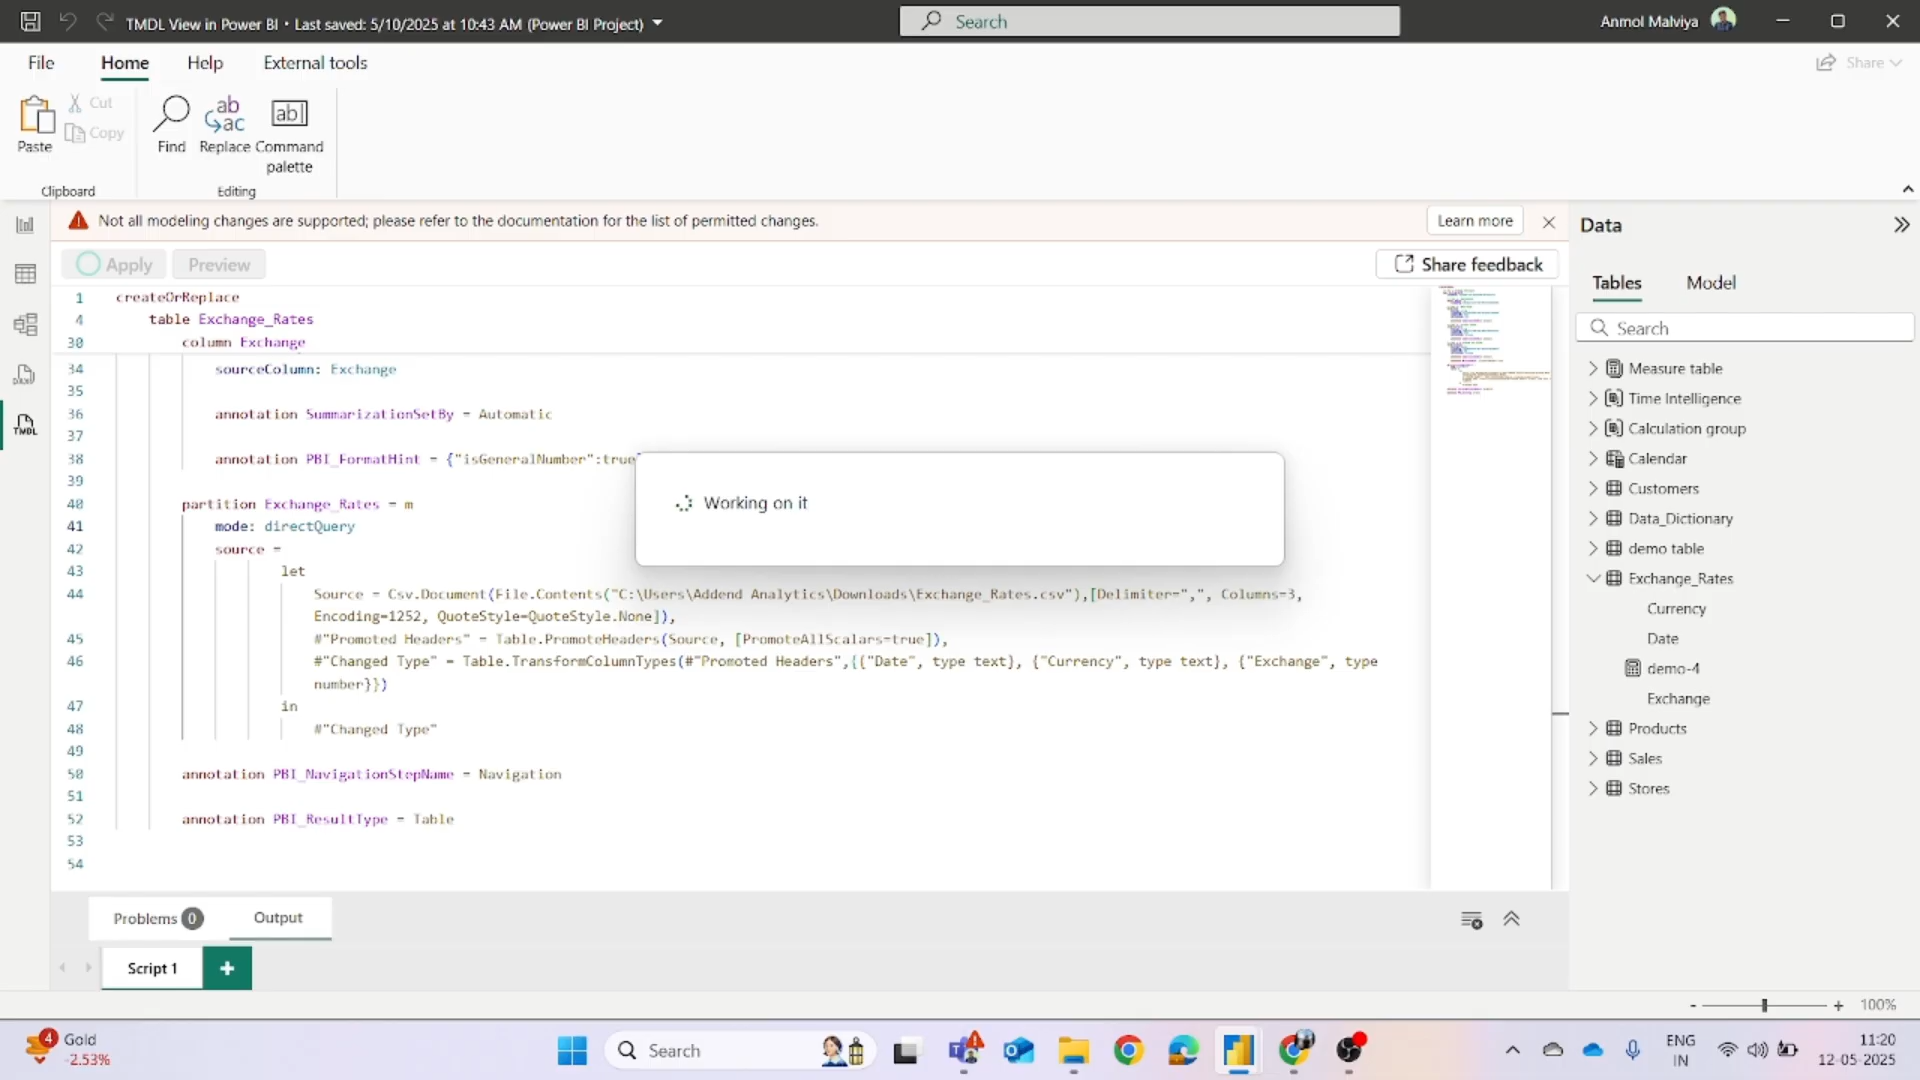 TMDL View in Power BI • Last saved: 5/10/2025 at 10:43 AM (Power BI Project)
Search
Anmol Malviya
File
Home
Help
External tools
Share
Paste
Cut
Copy
Find
Replace
Command
palette
Clipboard
Editing
Not all modeling changes are supported; please refer to the documentation for the list of permitted changes.
Learn more
Apply
Preview
Share feedback
1 createOrReplace
4 table Exchange_Rates
30 column Exchange
34 sourceColumn: Exchange
35
36 annotation SummarizationSetBy = Automatic
37
38 annotation PBI_FormatHint = {"isGeneralNumber":true
39
40 partition Exchange_Rates = m
41 mode: directQuery
42 source =
43 let
44 Source = Csv.Document(File.Contents("C:\Users\Addend Analytics\Downloads\Exchange_Rates.csv"),[Delimiter=",", Columns=3,
Encoding=1252, QuoteStyle=QuoteStyle.None]),
45 #"Promoted Headers" = Table.PromoteHeaders(Source, [PromoteAllScalars=true]),
46 #"Changed Type" = Table.TransformColumnTypes(#"Promoted Headers",{{"Date", type text}, {"Currency", type text}, {"Exchange", type
number}})
47 in
48 #"Changed Type"
49
50 annotation PBI_NavigationStepName = Navigation
51
52 annotation PBI_ResultType = Table
53
54
Working on it
Data
Tables
Model
Search
Measure table
Time Intelligence
Calculation group
Calendar
Customers
Data_Dictionary
demo table
Exchange_Rates
Currency
Date
demo-4
Exchange
Products
Sales
Stores
Problems 0
Output
Script 1
+
- + 100%
4
Gold
-2.53%
Search
ENG
IN
11:20
12-05-2025
TMDL